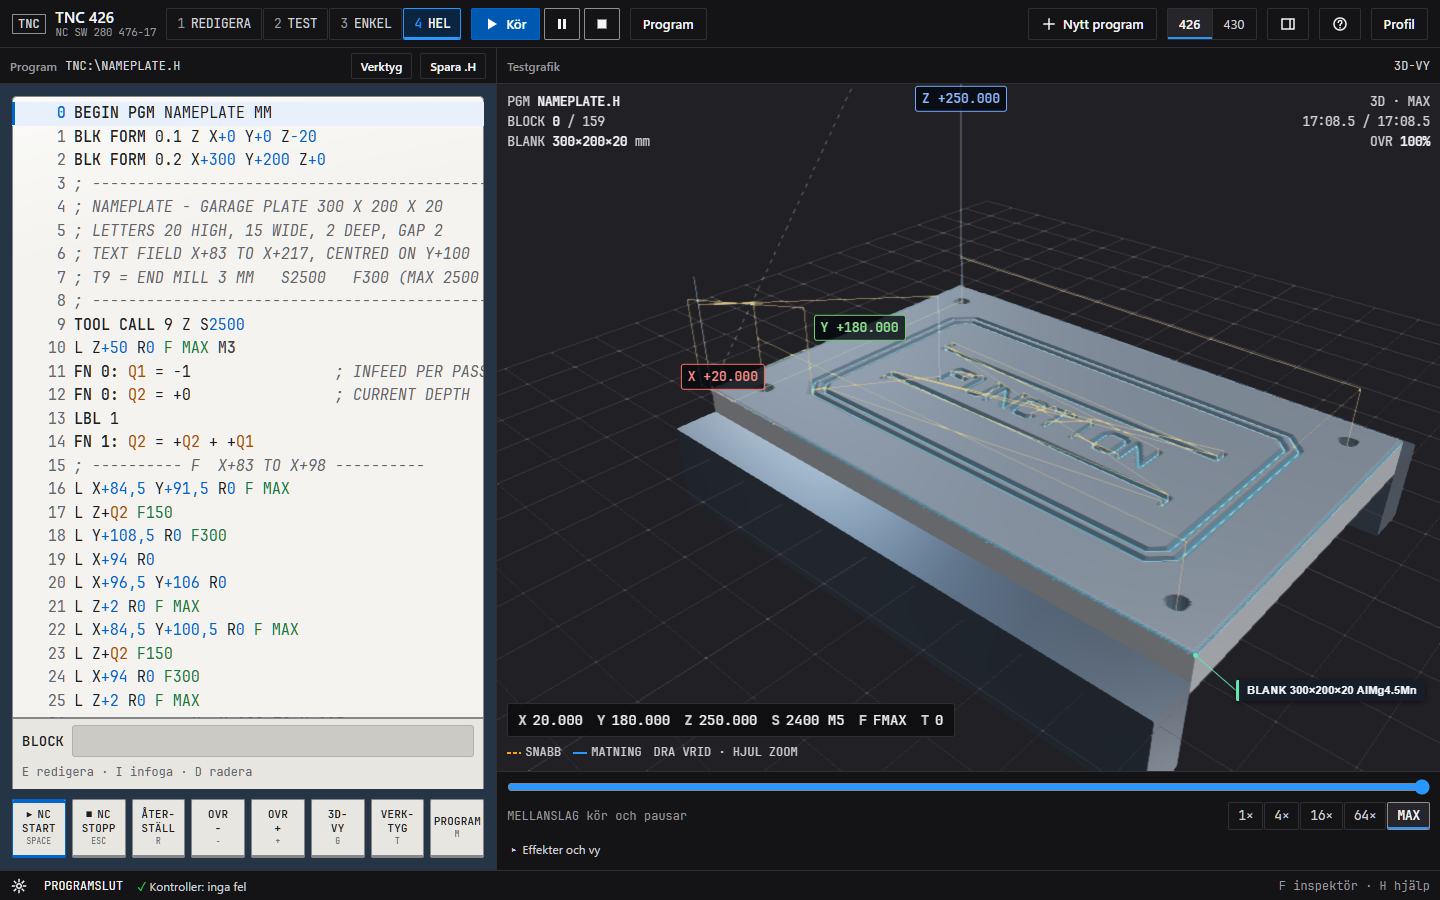 TNC
TNC 426
NC SW 280 476-17
1 REDIGERA
2 TEST
3 ENKEL
4 HEL
Kör
Program
Nytt program
426
430
Profil
Program TNC:\NAMEPLATE.H
Verktyg
Spara .H
Testgrafik
3D-VY
0 BEGIN PGM NAMEPLATE MM
1 BLK FORM 0.1 Z X+0 Y+0 Z-20
2 BLK FORM 0.2 X+300 Y+200 Z+0
3 ; --------------------------------------------
4 ; NAMEPLATE - GARAGE PLATE 300 X 200 X 20
5 ; LETTERS 20 HIGH, 15 WIDE, 2 DEEP, GAP 2
6 ; TEXT FIELD X+83 TO X+217, CENTRED ON Y+100
7 ; T9 = END MILL 3 MM   S2500   F300 (MAX 2500
8 ; --------------------------------------------
9 TOOL CALL 9 Z S2500
10 L Z+50 R0 F MAX M3
11 FN 0: Q1 = -1 ; INFEED PER PASS
12 FN 0: Q2 = +0 ; CURRENT DEPTH
13 LBL 1
14 FN 1: Q2 = +Q2 + +Q1
15 ; ---------- F  X+83 TO X+98 ----------
16 L X+84,5 Y+91,5 R0 F MAX
17 L Z+Q2 F150
18 L Y+108,5 R0 F300
19 L X+94 R0
20 L X+96,5 Y+106 R0
21 L Z+2 R0 F MAX
22 L X+84,5 Y+100,5 R0 F MAX
23 L Z+Q2 F150
24 L X+94 R0 F300
25 L Z+2 R0 F MAX
BLOCK
E redigera · I infoga · D radera
NC START SPACE
NC STOPP ESC
ÅTER-STÄLL R
OVR - -
OVR + +
3D-VY G
VERK-TYG T
PROGRAM M
PGM NAMEPLATE.H
BLOCK 0 / 159
BLANK 300×200×20 mm
3D · MAX
17:08.5 / 17:08.5
OVR 100%
Z +250.000
Y +180.000
X +20.000
FUNCTION
BLANK 300×200×20 AlMg4.5Mn
X 20.000 Y 180.000 Z 250.000 S 2400 M5 F FMAX T 0
SNABB MATNING DRA VRID · HJUL ZOOM
MELLANSLAG kör och pausar
1×
4×
16×
64×
MAX
Effekter och vy
PROGRAMSLUT
✓ Kontroller: inga fel
F inspektör · H hjälp